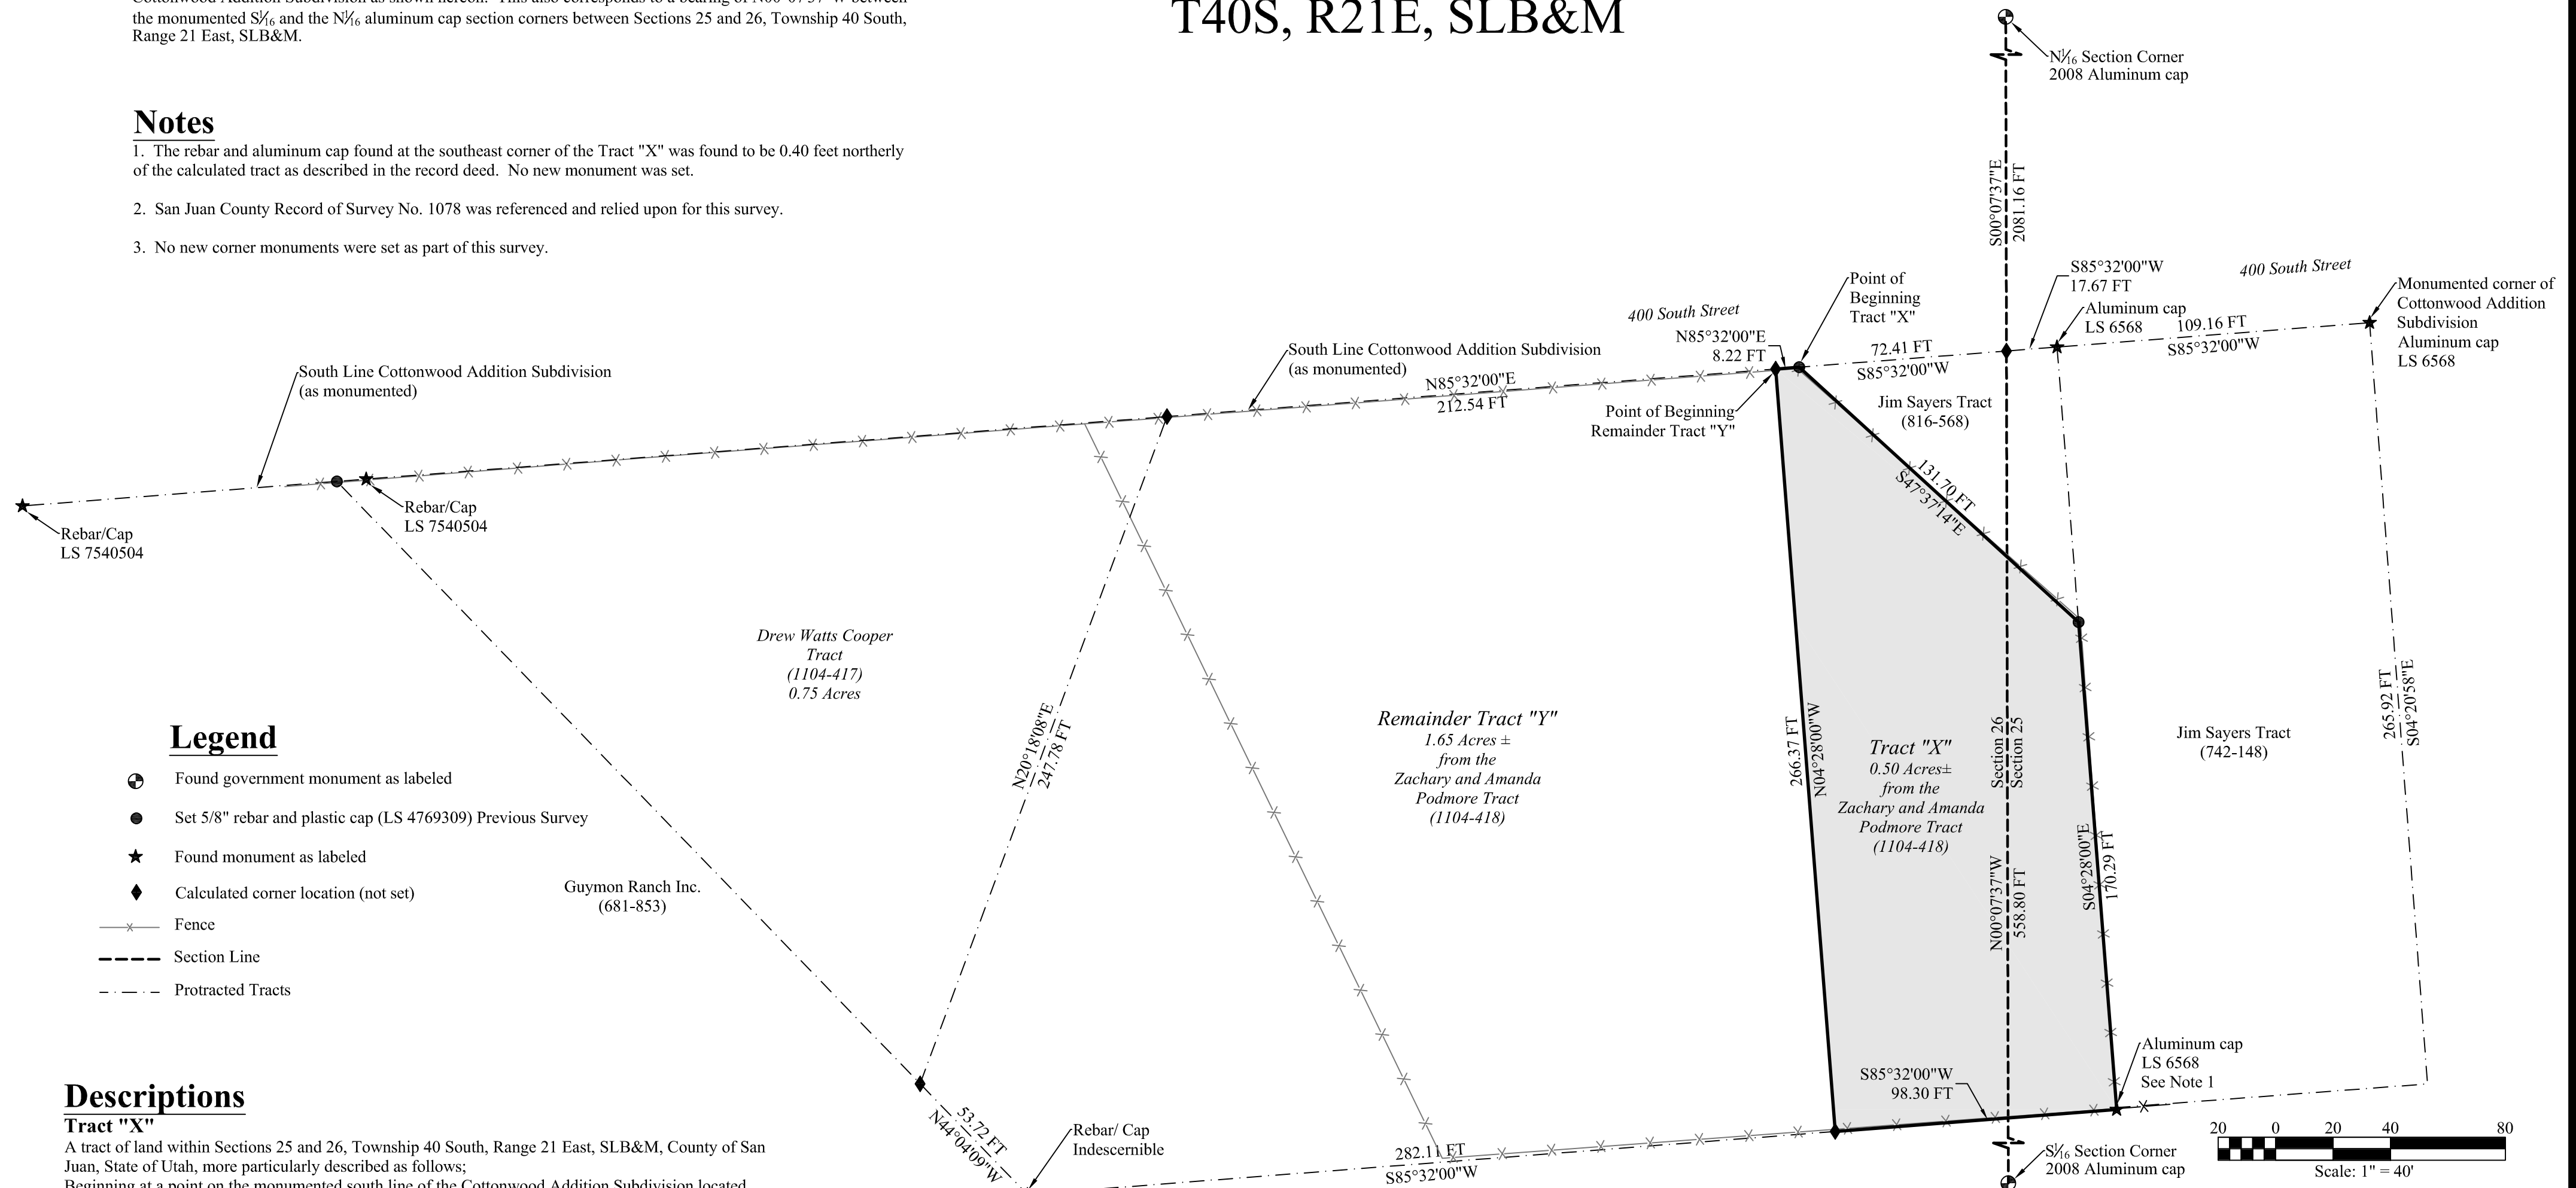 the monumented S1⁄16 and the N1⁄16 aluminum cap section corners between Sections 25 and 26, Township 40 South,
Range 21 East, SLB&M.
T40S, R21E, SLB&M
N1⁄16 Section Corner
2008 Aluminum cap
Notes
1. The rebar and aluminum cap found at the southeast corner of the Tract "X" was found to be 0.40 feet northerly
of the calculated tract as described in the record deed. No new monument was set.
2. San Juan County Record of Survey No. 1078 was referenced and relied upon for this survey.
3. No new corner monuments were set as part of this survey.
S00°07'37"E
2081.16 FT
400 South Street
S85°32'00"W
17.67 FT
Aluminum cap
LS 6568
109.16 FT
S85°32'00"W
400 South Street
Monumented corner of
Cottonwood Addition
Subdivision
Aluminum cap
LS 6568
Point of
Beginning
Tract "X"
N85°32'00"E
8.22 FT
72.41 FT
S85°32'00"W
South Line Cottonwood Addition Subdivision
(as monumented)
N85°32'00"E
212.54 FT
South Line Cottonwood Addition Subdivision
(as monumented)
Point of Beginning
Remainder Tract "Y"
Jim Sayers Tract
(816-568)
131.70 FT
S47°37'14"E
Rebar/Cap
LS 7540504
Rebar/Cap
LS 7540504
Drew Watts Cooper
Tract
(1104-417)
0.75 Acres
N20°18'08"E
247.78 FT
Remainder Tract "Y"
1.65 Acres ±
from the
Zachary and Amanda
Podmore Tract
(1104-418)
266.37 FT
N04°28'00"W
Tract "X"
0.50 Acres±
from the
Zachary and Amanda
Podmore Tract
(1104-418)
Section 26
Section 25
N00°07'37"W
558.80 FT
S04°28'00"E
170.29 FT
Jim Sayers Tract
(742-148)
265.92 FT
S04°20'58"E
Legend
Found government monument as labeled
Set 5/8" rebar and plastic cap (LS 4769309) Previous Survey
Found monument as labeled
Calculated corner location (not set)
Fence
Section Line
Protracted Tracts
Guymon Ranch Inc.
(681-853)
53.72 FT
N44°04'09"W
Rebar/ Cap
Indescernible
282.11 FT
S85°32'00"W
S85°32'00"W
98.30 FT
Aluminum cap
LS 6568
See Note 1
S1⁄16 Section Corner
2008 Aluminum cap
20 0 20 40 80
Scale: 1" = 40'
Descriptions
Tract "X"
A tract of land within Sections 25 and 26, Township 40 South, Range 21 East, SLB&M, County of San
Juan, State of Utah, more particularly described as follows;
Beginning at a point on the monumented south line of the Cottonwood Addition Subdivision located